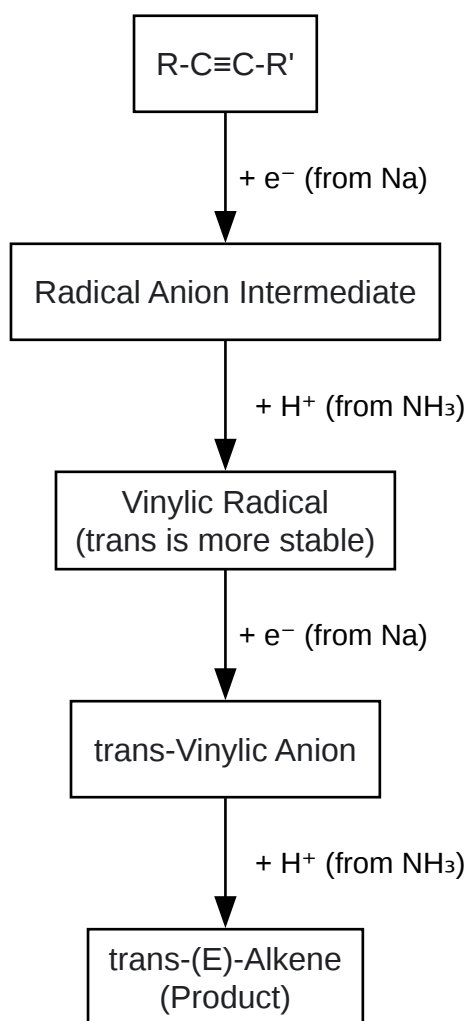 R-C≡C-R'
+ e⁻ (from Na)
Radical Anion Intermediate
+ H⁺ (from NH₃)
Vinylic Radical
(trans is more stable)
+ e⁻ (from Na)
trans-Vinylic Anion
+ H⁺ (from NH₃)
trans-(E)-Alkene
(Product)